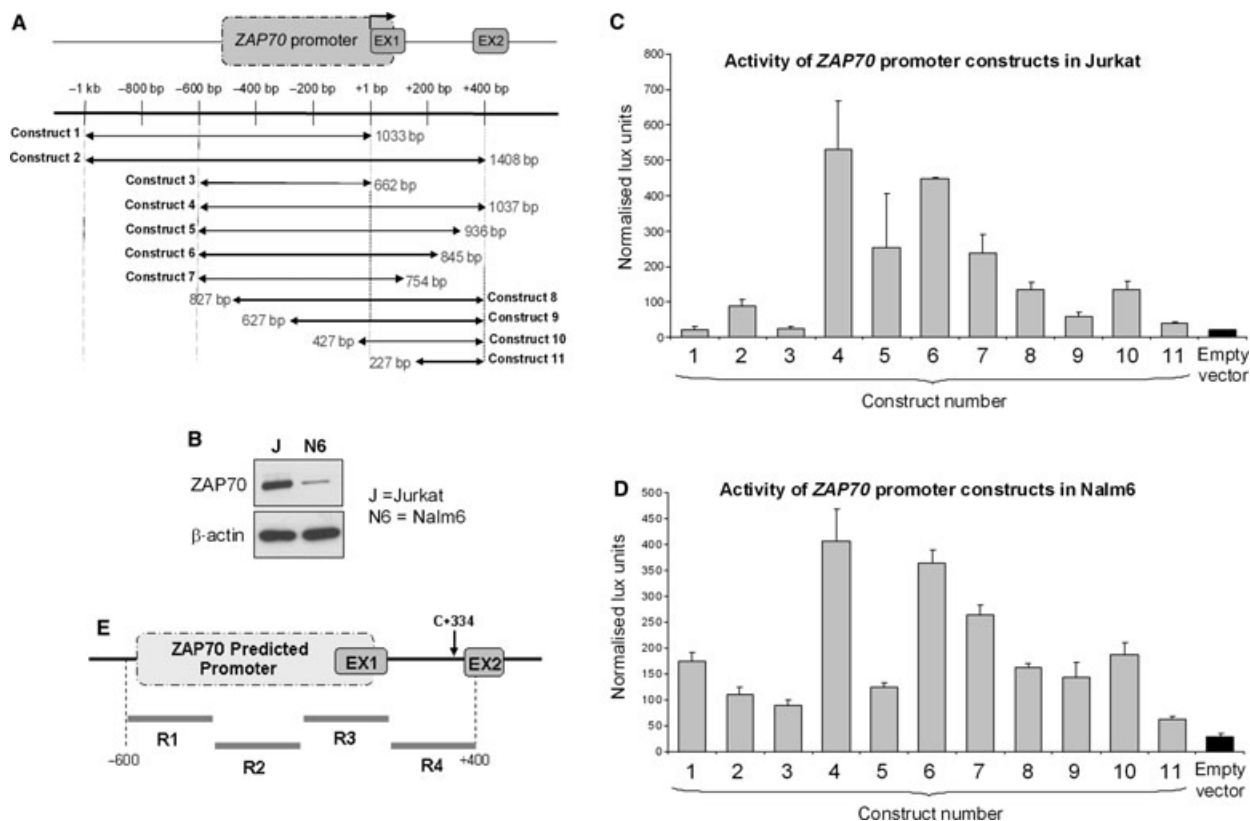 A
ZAP70 promoter
EX1
EX2
−1 kb
−800 bp
−600 bp
−400 bp
−200 bp
+1 bp
+200 bp
+400 bp
Construct 1
1033 bp
Construct 2
1408 bp
Construct 3
662 bp
Construct 4
1037 bp
Construct 5
936 bp
Construct 6
845 bp
Construct 7
754 bp
827 bp
Construct 8
627 bp
Construct 9
427 bp
Construct 10
227 bp
Construct 11
B
J N6
ZAP70
β-actin
J =Jurkat
N6 = Nalm6
E
C+334
ZAP70 Predicted
Promoter
EX1
EX2
R1
R2
R3
R4
−600
+400
C
Activity of ZAP70 promoter constructs in Jurkat
Normalised lux units
800
700
600
500
400
300
200
100
0
1 2 3 4 5 6 7 8 9 10 11 Empty
vector
Construct number
D
Activity of ZAP70 promoter constructs in Nalm6
Normalised lux units
500
450
400
350
300
250
200
150
100
50
0
1 2 3 4 5 6 7 8 9 10 11 Empty
vector
Construct number